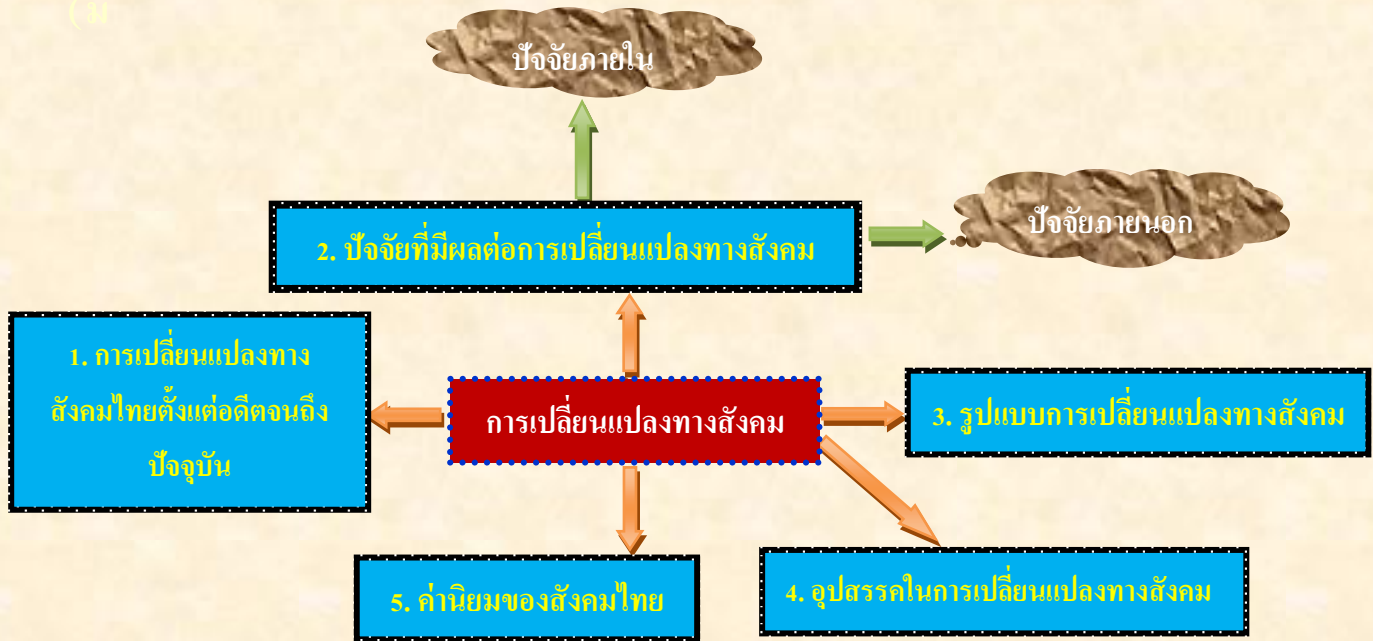 (ม
ปัจจัยภายใน
ปัจจัยภายนอก
2. ปัจจัยที่มีผลต่อการเปลี่ยนแปลงทางสังคม
1. การเปลี่ยนแปลงทาง
สังคมไทยตั้งแต่อดีตจนถึง
ปัจจุบัน
การเปลี่ยนแปลงทางสังคม
3. รูปแบบการเปลี่ยนแปลงทางสังคม
4. อุปสรรคในการเปลี่ยนแปลงทางสังคม
5. ค่านิยมของสังคมไทย